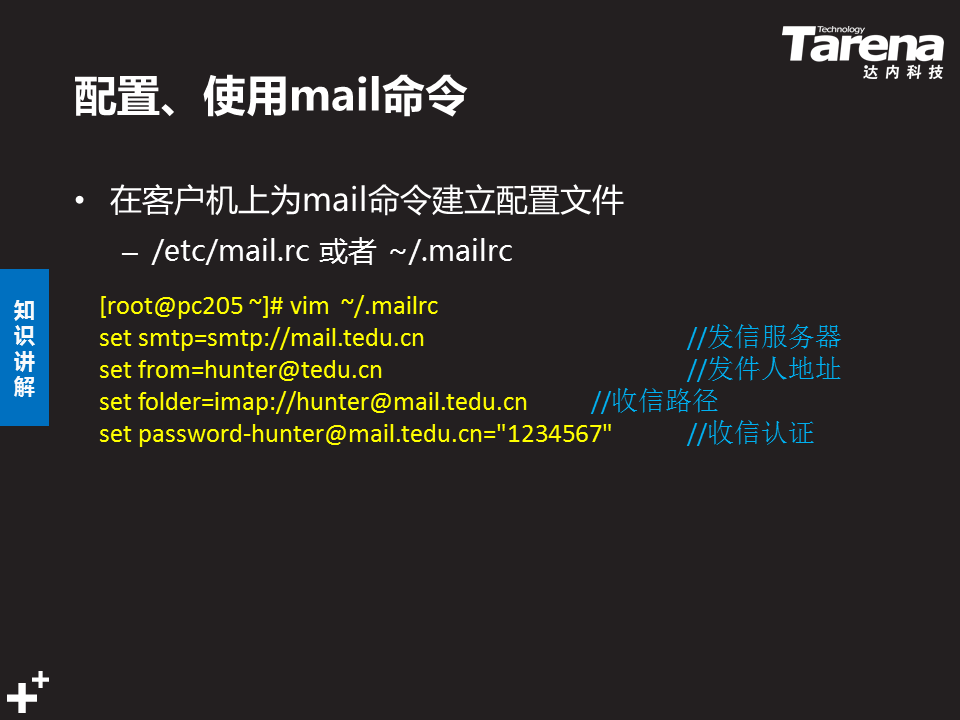 Technology
Tarena
达内科技
配置、使用mail命令
• 在客户机上为mail命令建立配置文件
– /etc/mail.rc 或者 ~/.mailrc
知识讲解
[root@pc205 ~]# vim ~/.mailrc
set smtp=smtp://mail.tedu.cn //发信服务器
set from=hunter@tedu.cn //发件人地址
set folder=imap://hunter@mail.tedu.cn //收信路径
set password-hunter@mail.tedu.cn="1234567" //收信认证